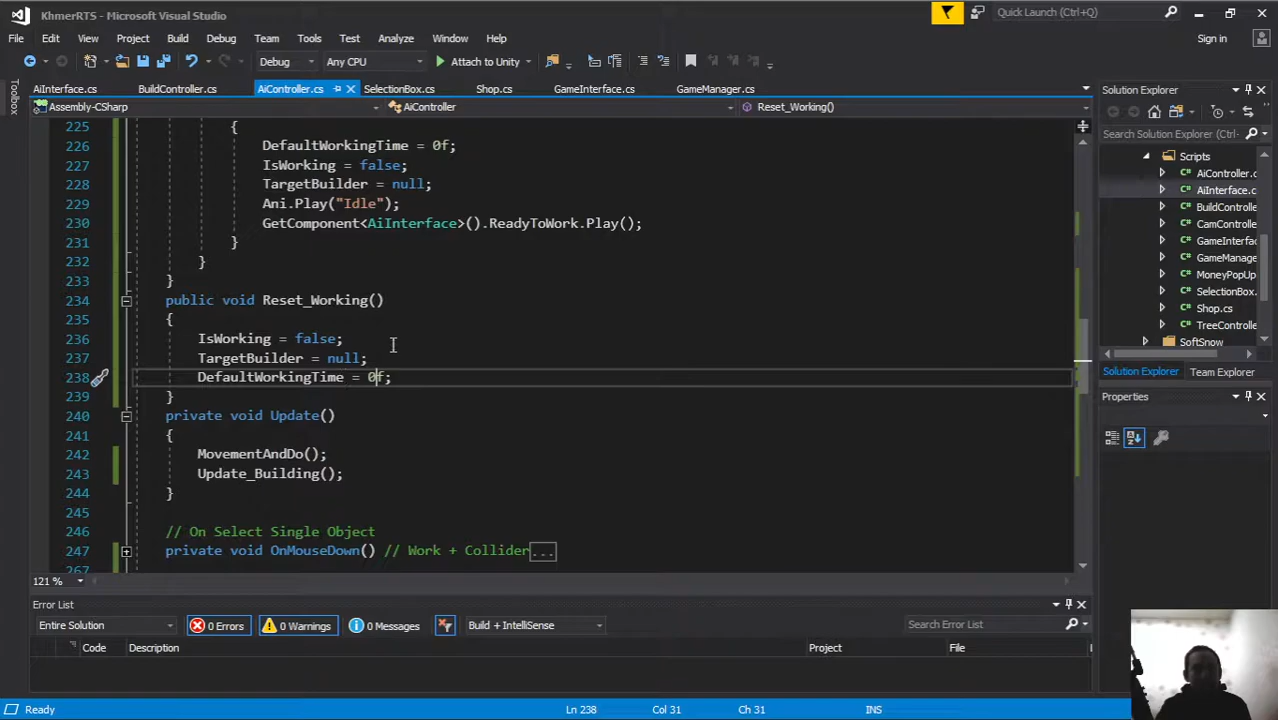 KhmerRTS - Microsoft Visual Studio
Quick Launch (Ctrl+Q)
File Edit View Project Build Debug Team Tools Test Analyze Window Help
Sign in
Debug Any CPU Attach to Unity
Toolbox
AiInterface.cs BuildController.cs AiController.cs SelectionBox.cs Shop.cs GameInterface.cs GameManager.cs
Assembly-CSharp AiController Reset_Working()
225 {
226 DefaultWorkingTime = 0f;
227 IsWorking = false;
228 TargetBuilder = null;
229 Ani.Play("Idle");
230 GetComponent<AiInterface>().ReadyToWork.Play();
231 }
232 }
233 }
234 public void Reset_Working()
235 {
236 IsWorking = false;
237 TargetBuilder = null;
238 DefaultWorkingTime = 0f;
239 }
240 private void Update()
241 {
242 MovementAndDo();
243 Update_Building();
244 }
245
246 // On Select Single Object
247 private void OnMouseDown() // Work + Collider...
267
121 %
Error List
Entire Solution 0 Errors 0 Warnings 0 Messages Build + IntelliSense Search Error List
Code Description Project File
Ready Ln 238 Col 31 Ch 31 INS
Solution Explorer
Search Solution Explorer
Scripts
C# AiController.c
C# AiInterface.c
C# BuildControlle
C# CamControlle
C# GameInterfac
C# GameManage
C# MoneyPopUp
C# SelectionBox.
C# Shop.cs
C# TreeControlle
SoftSnow
Solution Explorer Team Explorer
Properties